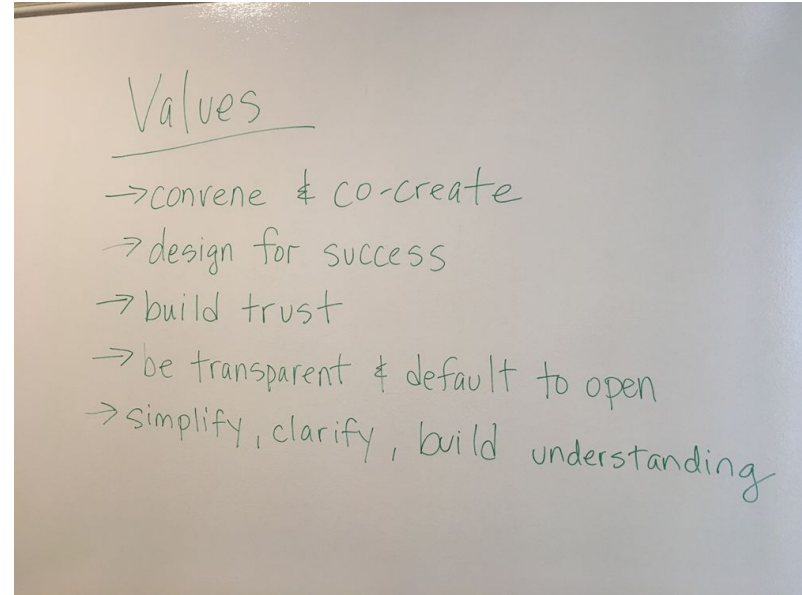 Values
→convene & co-create
→design for success
→build trust
→be transparent & default to open
→simplify, clarify, build understanding